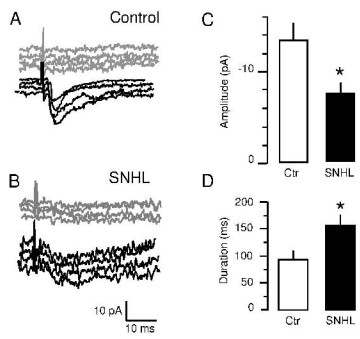 A Control
B SNHL
10 pA
10 ms
C
Amplitude (pA)
-10
0
*
Ctr SNHL
D
Duration (ms)
200
150
100
50
0
*
Ctr SNHL